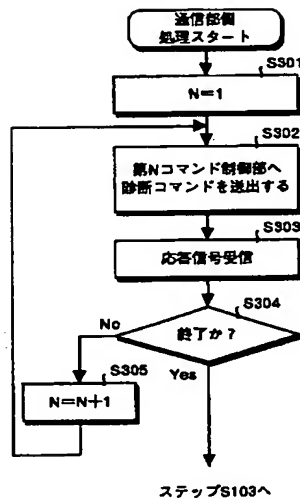 通信部側
処理スタート
S301
N=1
S302
第Nコマンド制御部へ
診断コマンドを送出する
S303
応答信号受信
S304
終了か?
No
Yes
S305
N=N+1
ステップS103へ